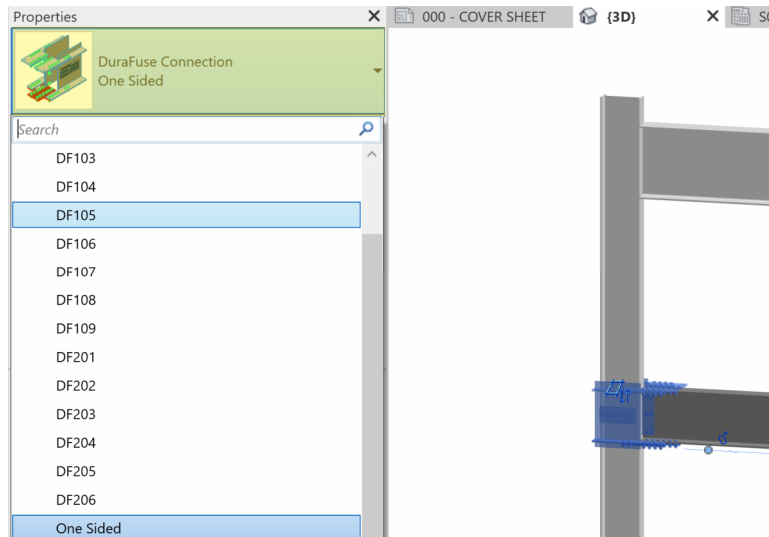 Properties
000 - COVER SHEET
{3D}
DuraFuse Connection
One Sided
Search
DF103
DF104
DF105
DF106
DF107
DF108
DF109
DF201
DF202
DF203
DF204
DF205
DF206
One Sided